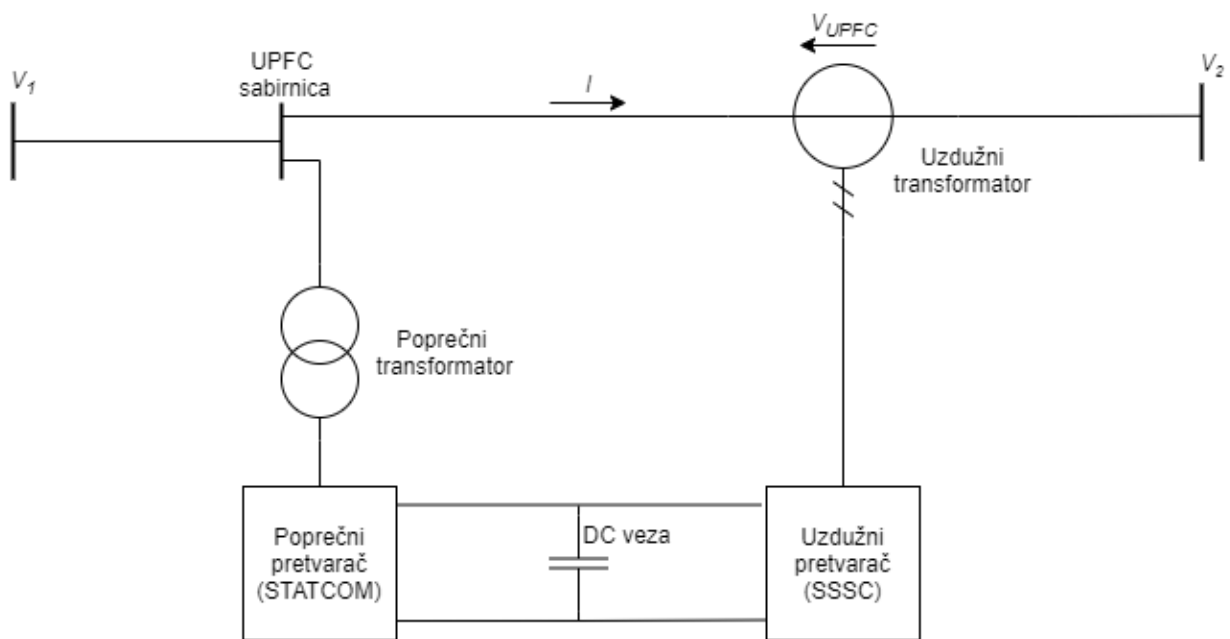 V1
UPFC
sabirnica
I
VUPFC
V2
Uzdužni
transformator
Poprečni
transformator
Poprečni
pretvarač
(STATCOM)
DC veza
Uzdužni
pretvarač
(SSSC)